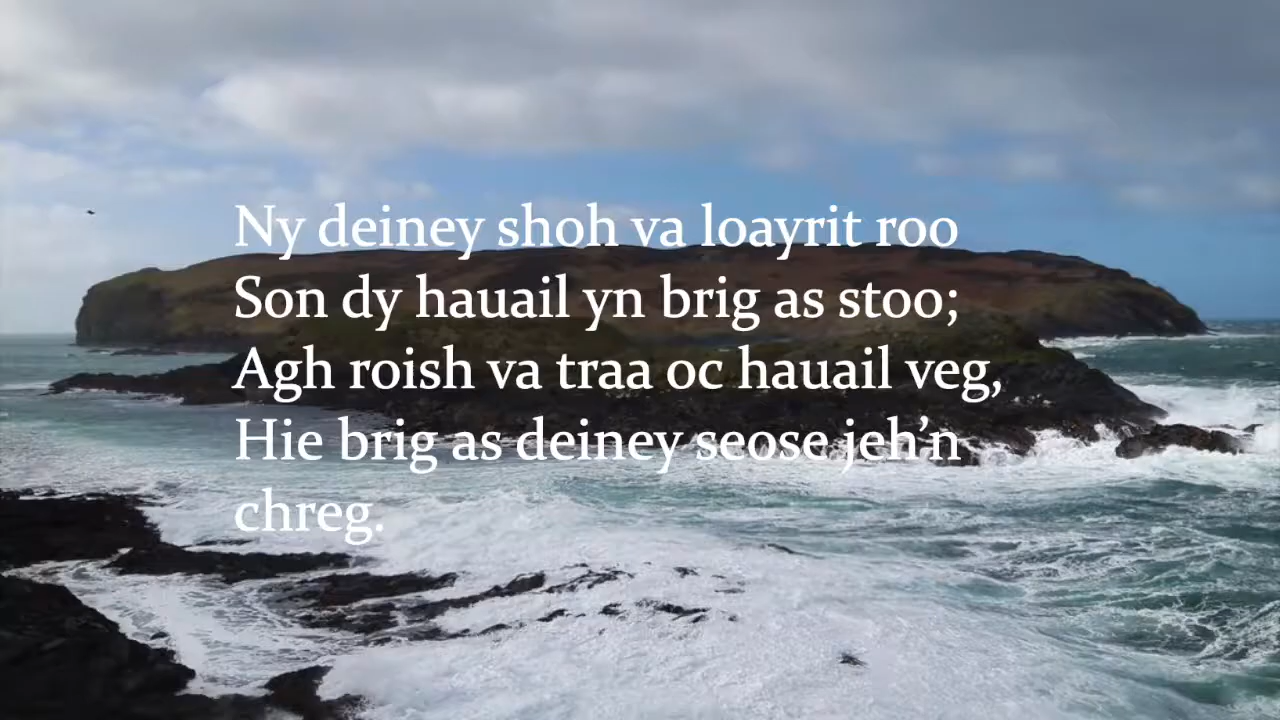 Ny deiney shoh va loayrit roo
Son dy hauail yn brig as stoo;
Agh roish va traa oc hauail veg,
Hie brig as deiney seose jeh’n
chreg.